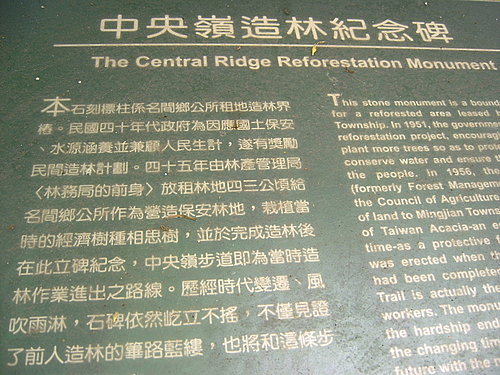 中央嶺造林紀念碑
The Central Ridge Reforestation Monument
本石刻標柱係名間鄉公所租地造林界
樁。民國四十年代政府為因應國土保安
、水源涵養並兼顧人民生計，遂有獎勵
民間造林計劃。四十五年由林產管理局
〈林務局的前身〉放租林地四三公頃給
名間鄉公所作為營造保安林地，栽植當
時的經濟樹種相思樹，並於完成造林後
在此立碑紀念，中央嶺步道即為當時造
林作業進出之路線。歷經時代變遷、風
吹雨淋，石碑依然屹立不搖，不僅見證
了前人造林的篳路藍縷，也將和這條步
This stone monument is a bound
for a reforested area leased b
Township. In 1951, the governme
reforestation project, encourag
plant more trees so as to pro
conserve water and ensure t
the people. In 1956, the
(formerly Forest Managem
the Council of Agricultur
of land to Mingjian Town
of Taiwan Acacia-an e
time-as a protective
was erected when th
had been complete
Trail is actually the
workers. The mon
the hardship end
the changing tim
future with the